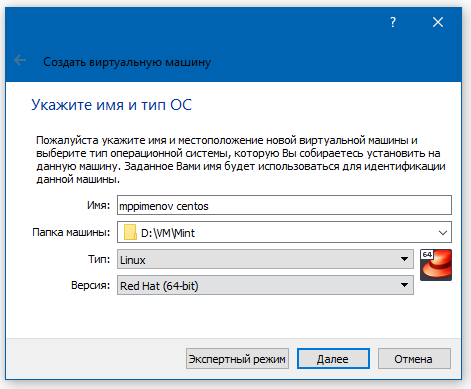 ?
Создать виртуальную машину
Укажите имя и тип ОС
Пожалуйста укажите имя и местоположение новой виртуальной машины и
выберите тип операционной системы, которую Вы собираетесь установить на
данную машину. Заданное Вами имя будет использоваться для идентификации
данной машины.
Имя: mppimenov centos
Папка машины: D:\VM\Mint
Тип: Linux 64
Версия: Red Hat (64-bit)
Экспертный режим Далее Отмена